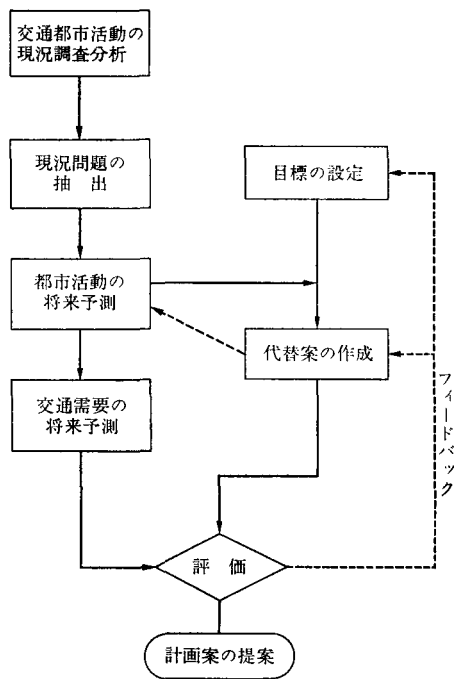 交通都市活動の
現況調査分析
現況問題の
抽 出
目標の設定
都市活動の
将来予測
代替案の作成
交通需要の
将来予測
フィードバック
評 価
計画案の提案